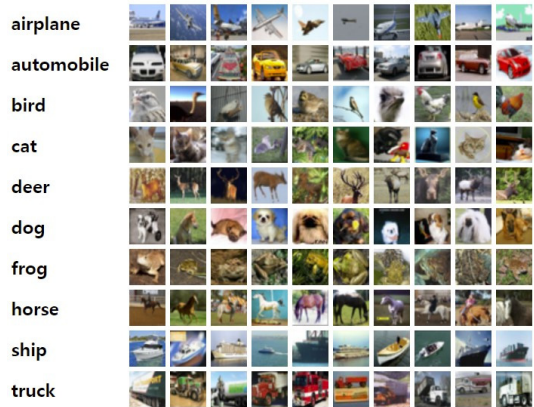 airplane
automobile
bird
cat
deer
dog
frog
horse
ship
truck